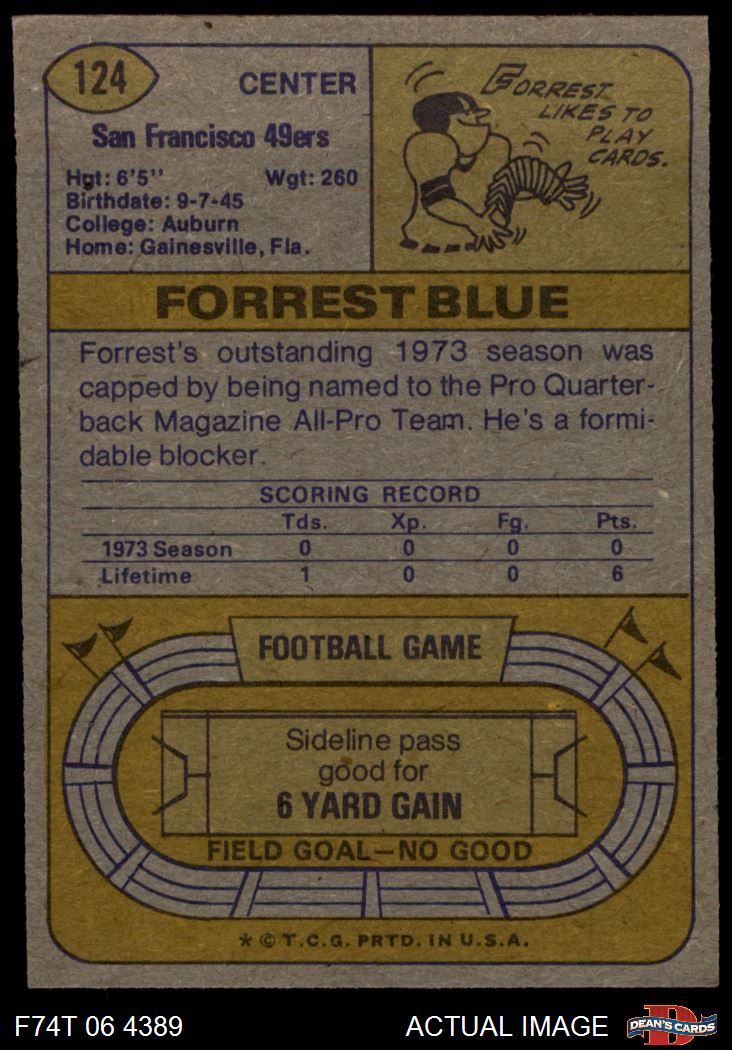 124
CENTER
San Francisco 49ers
Hgt: 6'5" Wgt: 260
Birthdate: 9-7-45
College: Auburn
Home: Gainesville, Fla.
FORREST
LIKES TO
PLAY
CARDS.
FORREST BLUE
Forrest's outstanding 1973 season was
capped by being named to the Pro Quarter-
back Magazine All-Pro Team. He's a formi-
dable blocker.
SCORING RECORD
Tds. Xp. Fg. Pts.
1973 Season 0 0 0 0
Lifetime 1 0 0 6
FOOTBALL GAME
Sideline pass
good for
6 YARD GAIN
FIELD GOAL—NO GOOD
* © T.C.G. PRTD. IN U.S.A.
F74T 06 4389 ACTUAL IMAGE
D
DEAN'S CARDS